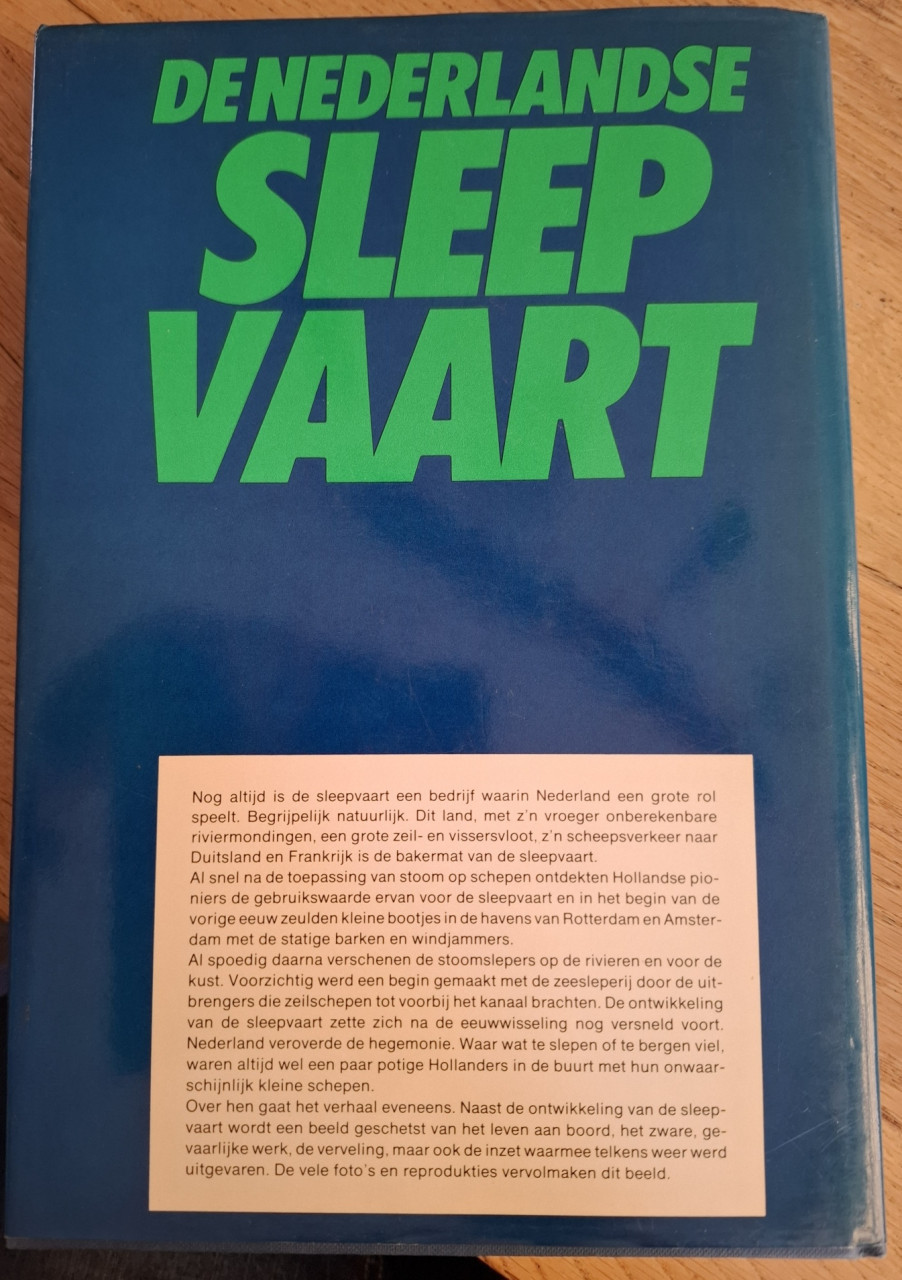 DE NEDERLANDSE
SLEEP
VAART
Nog altijd is de sleepvaart een bedrijf waarin Nederland een grote rol
speelt. Begrijpelijk natuurlijk. Dit land, met z'n vroeger onberekenbare
riviermondingen, een grote zeil- en vissersvloot, z'n scheepsverkeer naar
Duitsland en Frankrijk is de bakermat van de sleepvaart.
Al snel na de toepassing van stoom op schepen ontdekten Hollandse pio-
niers de gebruikswaarde ervan voor de sleepvaart en in het begin van de
vorige eeuw zeulden kleine bootjes in de havens van Rotterdam en Amster-
dam met de statige barken en windjammers.
Al spoedig daarna verschenen de stoomslepers op de rivieren en voor de
kust. Voorzichtig werd een begin gemaakt met de zeesleperij door de uit-
brengers die zeilschepen tot voorbij het kanaal brachten. De ontwikkeling
van de sleepvaart zette zich na de eeuwwisseling nog versneld voort.
Nederland veroverde de hegemonie. Waar wat te slepen of te bergen viel,
waren altijd wel een paar potige Hollanders in de buurt met hun onwaar-
schijnlijk kleine schepen.
Over hen gaat het verhaal eveneens. Naast de ontwikkeling van de sleep-
vaart wordt een beeld geschetst van het leven aan boord, het zware, ge-
vaarlijke werk, de verveling, maar ook de inzet waarmee telkens weer werd
uitgevaren. De vele foto's en reprodukties vervolmaken dit beeld.